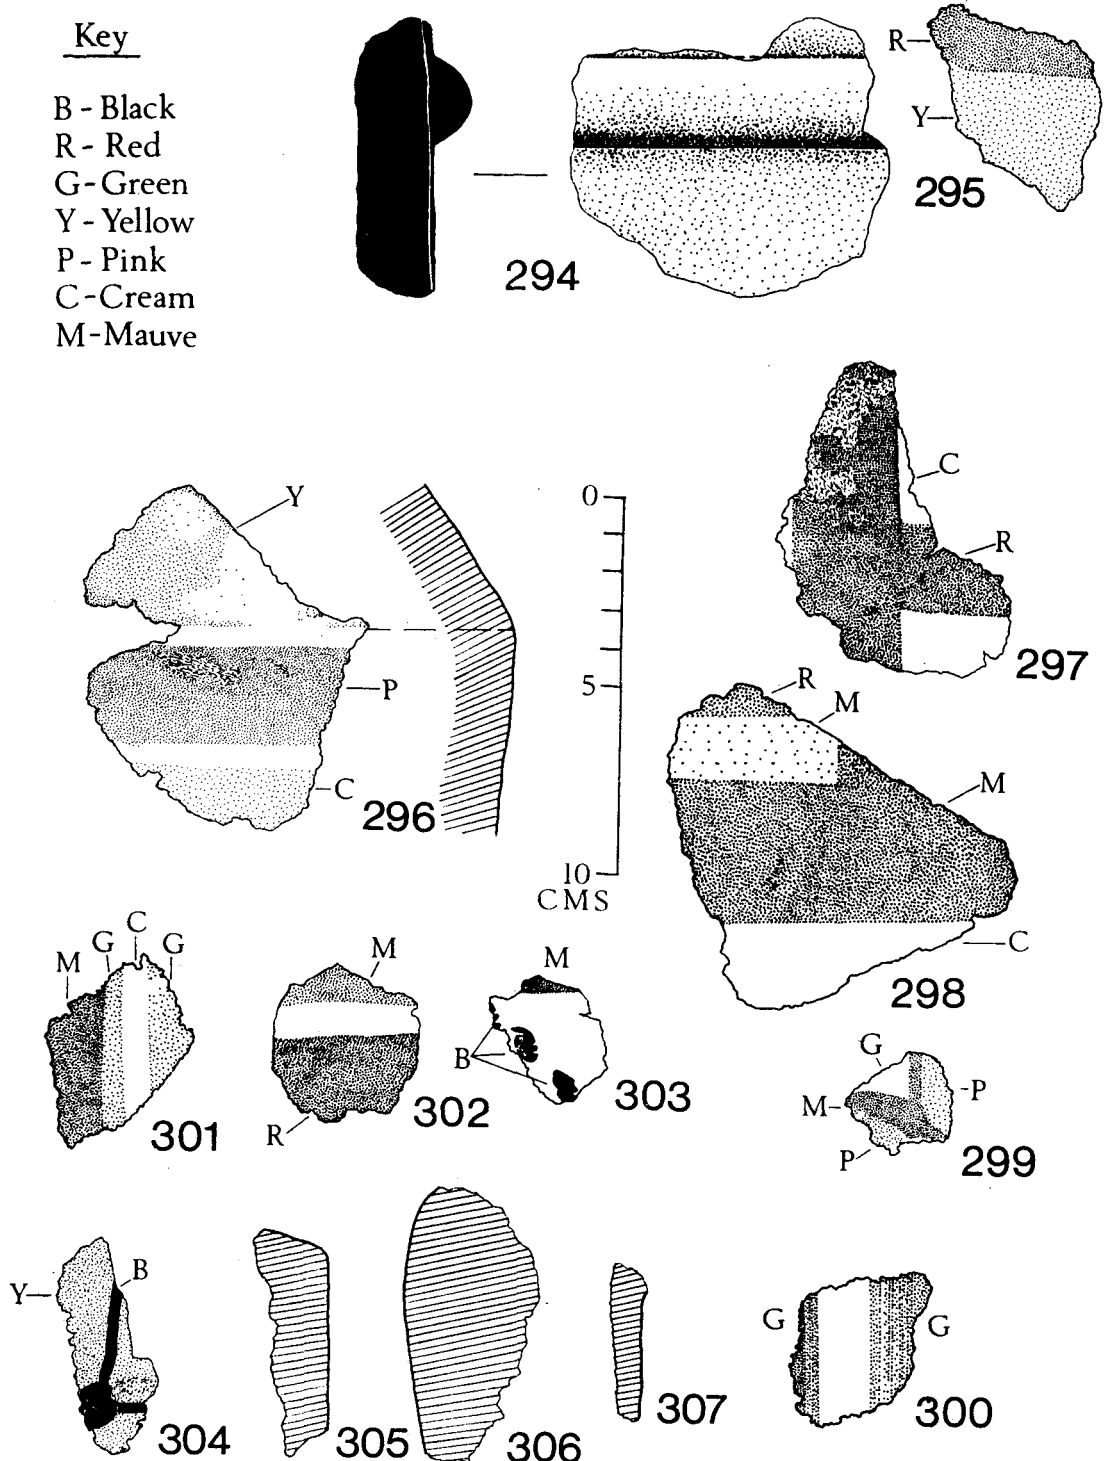 Key
B - Black
R - Red
G - Green
Y - Yellow
P - Pink
C - Cream
M - Mauve
294
R
Y
295
Y
P
C
296
0
5
10
CMS
C
R
297
R
M
M
C
298
M
G
C
G
301
M
R
302
M
B
303
G
M
P
P
299
Y
B
304
305
306
307
G
G
300